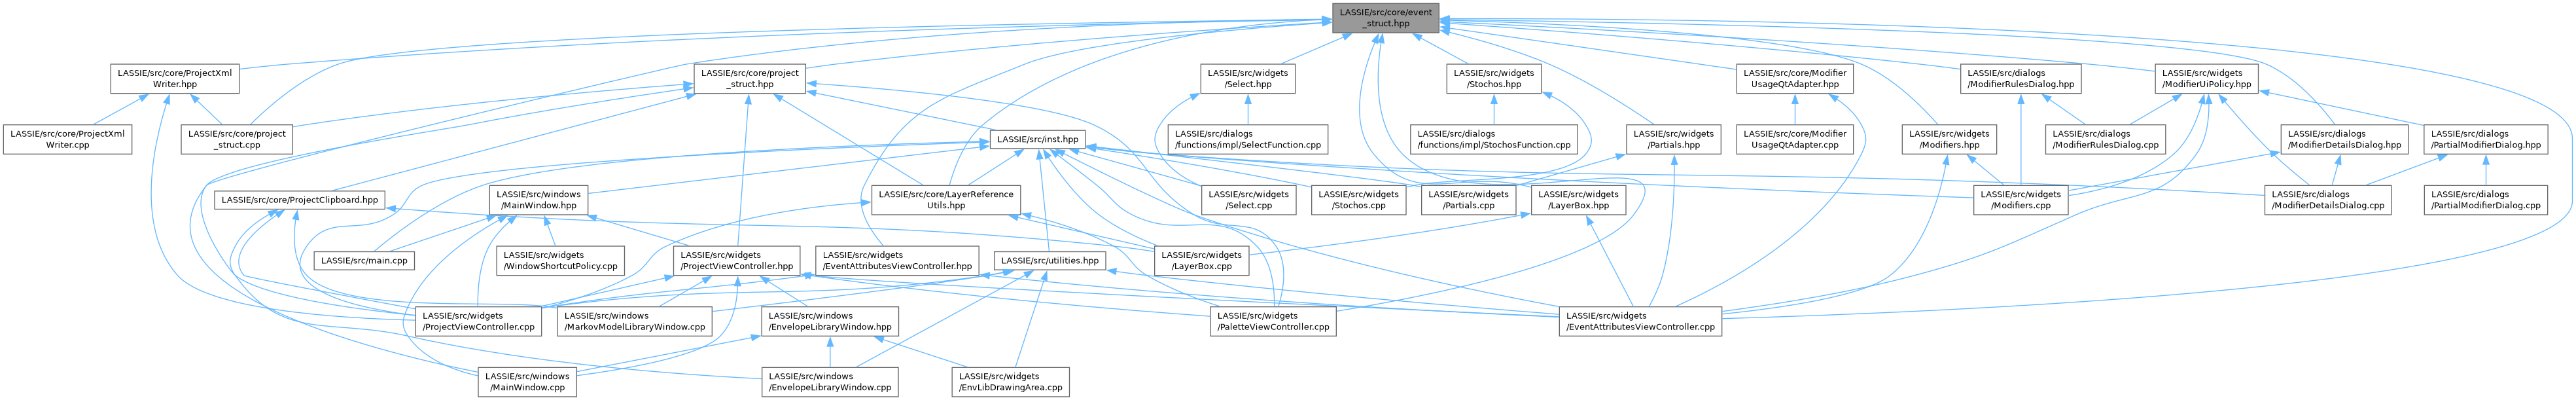 LASSIE/src/core/event
_struct.hpp
LASSIE/src/core/ProjectXml
Writer.hpp
LASSIE/src/core/project
_struct.hpp
LASSIE/src/widgets
/Select.hpp
LASSIE/src/widgets
/Stochos.hpp
LASSIE/src/core/Modifier
UsageQtAdapter.hpp
LASSIE/src/dialogs
/ModifierRulesDialog.hpp
LASSIE/src/widgets
/ModifierUiPolicy.hpp
LASSIE/src/core/ProjectXml
Writer.cpp
LASSIE/src/core/project
_struct.cpp
LASSIE/src/inst.hpp
LASSIE/src/dialogs
/functions/impl/SelectFunction.cpp
LASSIE/src/dialogs
/functions/impl/StochosFunction.cpp
LASSIE/src/widgets
/Partials.hpp
LASSIE/src/core/Modifier
UsageQtAdapter.cpp
LASSIE/src/widgets
/Modifiers.hpp
LASSIE/src/dialogs
/ModifierRulesDialog.cpp
LASSIE/src/dialogs
/ModifierDetailsDialog.hpp
LASSIE/src/dialogs
/PartialModifierDialog.hpp
LASSIE/src/core/ProjectClipboard.hpp
LASSIE/src/windows
/MainWindow.hpp
LASSIE/src/core/LayerReference
Utils.hpp
LASSIE/src/widgets
/Select.cpp
LASSIE/src/widgets
/Stochos.cpp
LASSIE/src/widgets
/Partials.cpp
LASSIE/src/widgets
/LayerBox.hpp
LASSIE/src/widgets
/Modifiers.cpp
LASSIE/src/dialogs
/ModifierDetailsDialog.cpp
LASSIE/src/dialogs
/PartialModifierDialog.cpp
LASSIE/src/main.cpp
LASSIE/src/widgets
/WindowShortcutPolicy.cpp
LASSIE/src/widgets
/ProjectViewController.hpp
LASSIE/src/widgets
/EventAttributesViewController.hpp
LASSIE/src/utilities.hpp
LASSIE/src/widgets
/LayerBox.cpp
LASSIE/src/widgets
/ProjectViewController.cpp
LASSIE/src/windows
/MarkovModelLibraryWindow.cpp
LASSIE/src/windows
/EnvelopeLibraryWindow.hpp
LASSIE/src/widgets
/PaletteViewController.cpp
LASSIE/src/widgets
/EventAttributesViewController.cpp
LASSIE/src/windows
/MainWindow.cpp
LASSIE/src/windows
/EnvelopeLibraryWindow.cpp
LASSIE/src/widgets
/EnvLibDrawingArea.cpp